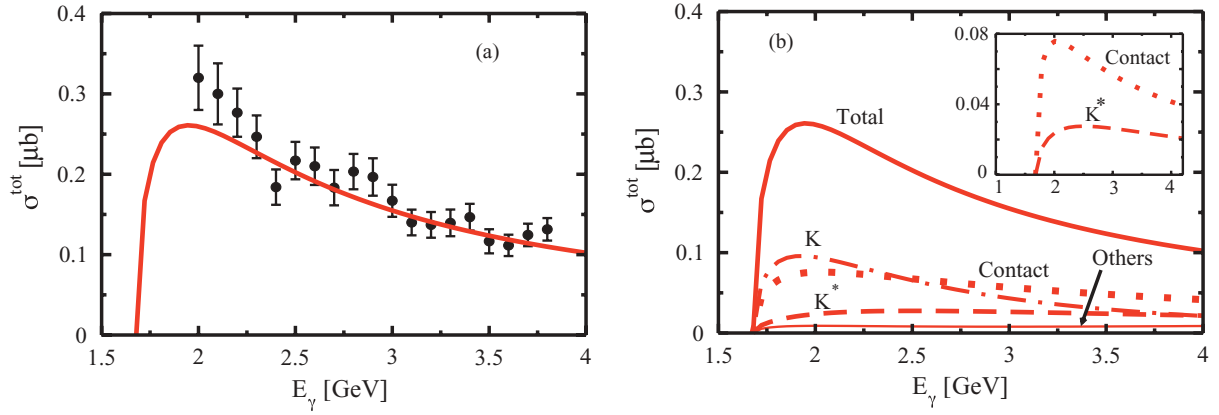 0.4
0.3
0.2
0.1
0
σ^tot [μb]
(a)
1.5 2 2.5 3 3.5 4
E_γ [GeV]
0.4
0.3
0.2
0.1
0
σ^tot [μb]
(b)
Total
K
Contact
K*
Others
1.5 2 2.5 3 3.5 4
E_γ [GeV]
0.08
0.04
0
Contact
K*
1 2 3 4